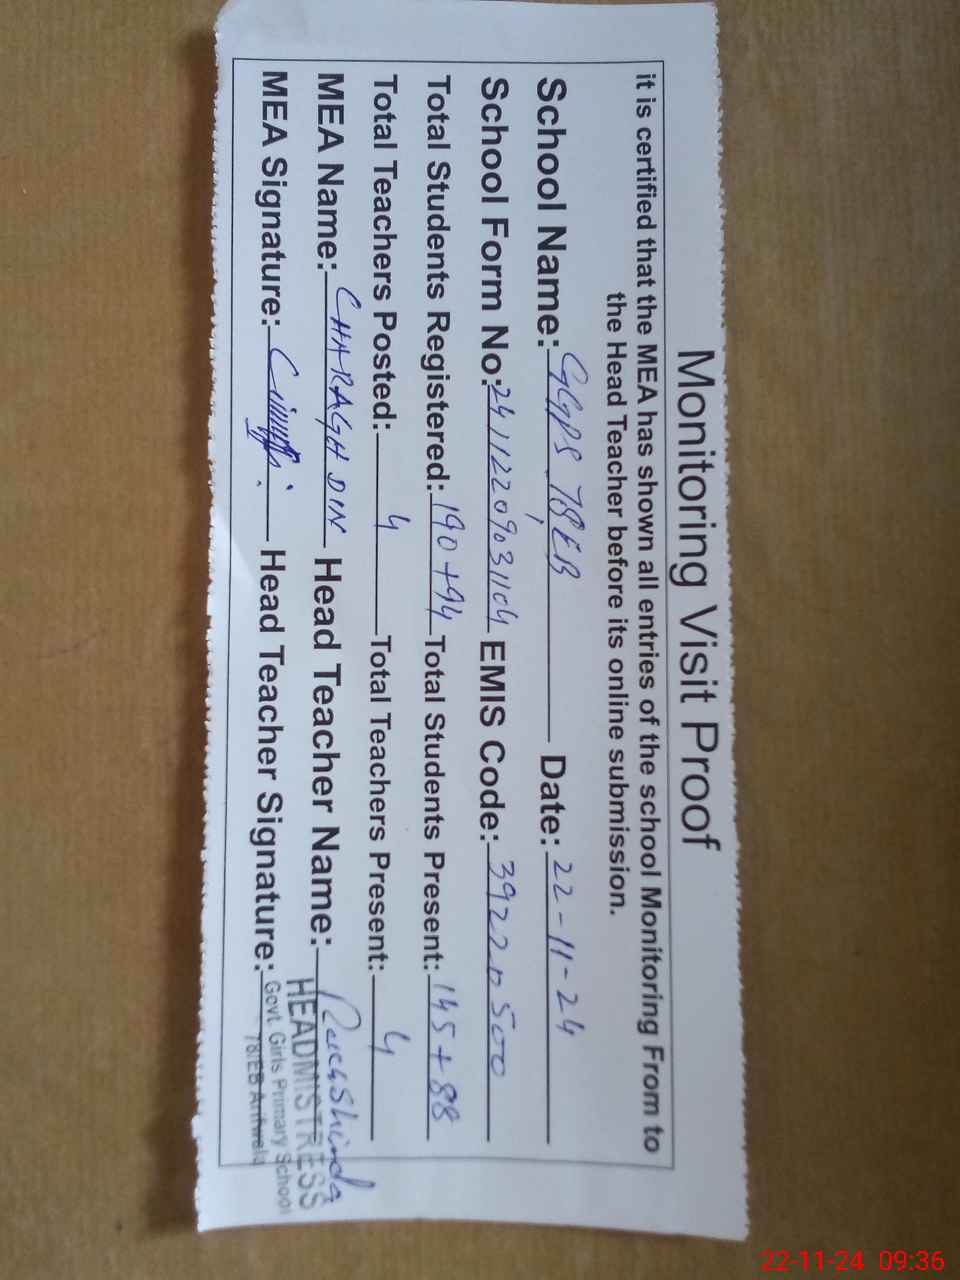 Monitoring Visit Proof
it is certified that the MEA has shown all entries of the school Monitoring From to
the Head Teacher before its online submission.
School Name: GGPS 78EB Date: 22-11-24
School Form No: 24112209031104 EMIS Code: 39220500
Total Students Registered: 190+94 Total Students Present: 145+88
Total Teachers Posted: 4 Total Teachers Present: 4
MEA Name: CHARAGH DIN Head Teacher Name:
MEA Signature: Head Teacher Signature:
HEADMISTRESS
Govt. Girls Primary School
78/EB Arifwala
22-11-24 09:36